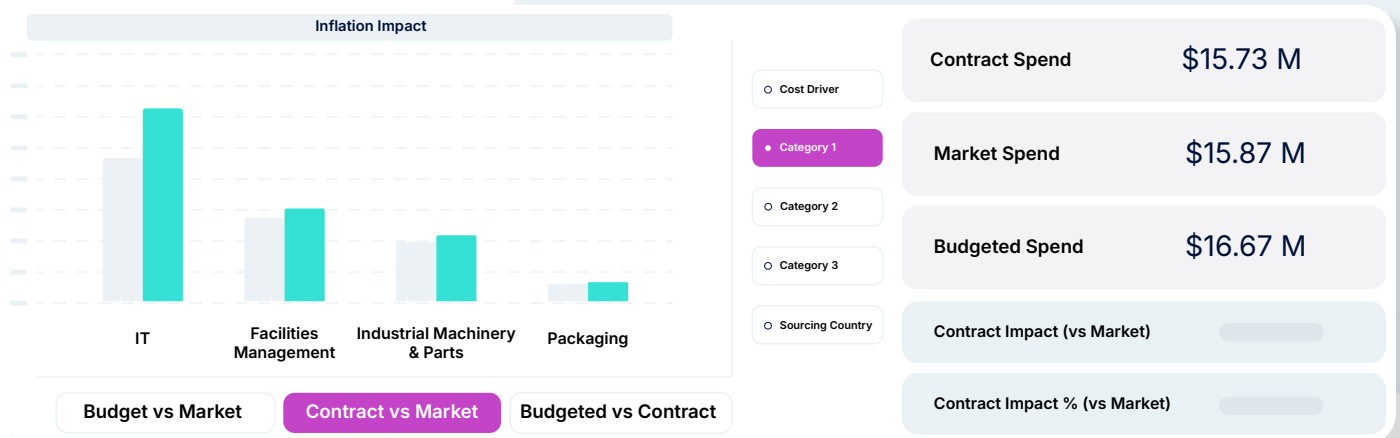 Inflation Impact
IT
Facilities
Management
Industrial Machinery
& Parts
Packaging
Budget vs Market
Contract vs Market
Budgeted vs Contract
Cost Driver
Category 1
Category 2
Category 3
Sourcing Country
Contract Spend $15.73 M
Market Spend $15.87 M
Budgeted Spend $16.67 M
Contract Impact (vs Market)
Contract Impact % (vs Market)